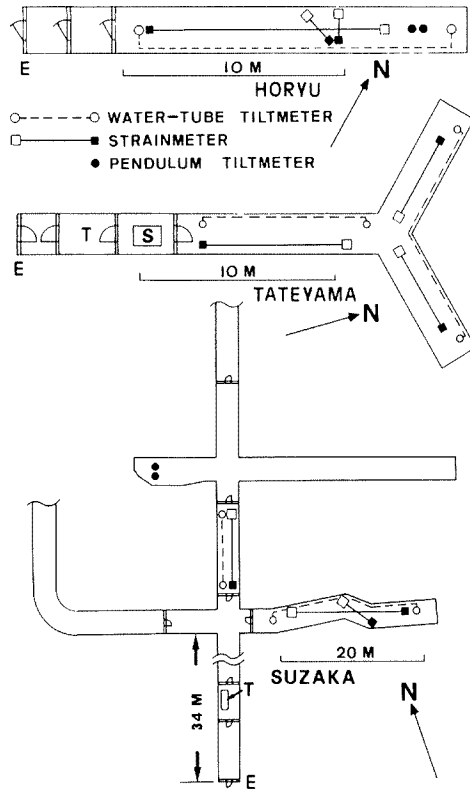 E
10 M
HORYU
N
WATER-TUBE TILTMETER
STRAINMETER
PENDULUM TILTMETER
T
S
E
10 M
TATEYAMA
N
20 M
SUZAKA
34 M
T
N
E